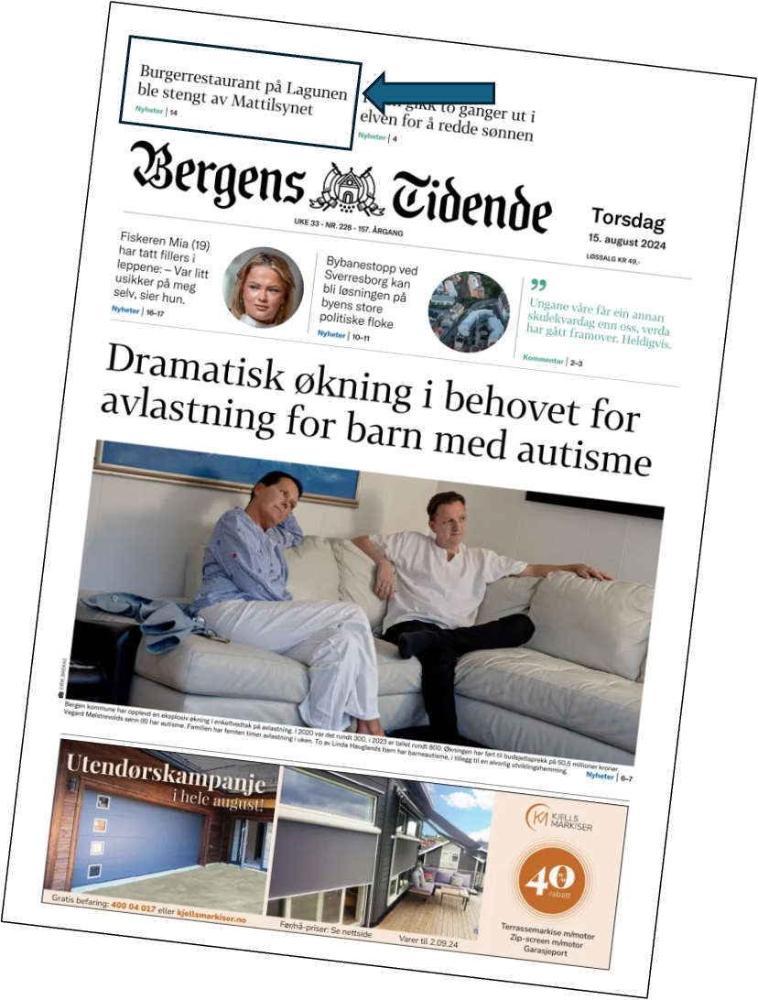 Burgerrestaurant på Lagunen
ble stengt av Mattilsynet
Nyheter | 14
gikk to ganger ut i
elven for å redde sønnen
Nyheter | 4
Bergens Tidende
UKE 33 - NR. 228 - 157. ÅRGANG
Torsdag
15. august 2024
LØSSALG KR 49,-
Fiskeren Mia (19)
har tatt fillers i
leppene: – Var litt
usikker på meg
selv, sier hun.
Nyheter | 16–17
Bybanestopp ved
Sverresborg kan
bli løsningen på
byens store
politiske floke
Nyheter | 10–11
”
Ungane våre får ein annan
skulekvardag enn oss, verda
har gått framover. Heldigvis.
Kommentar | 2–3
Dramatisk økning i behovet for
avlastning for barn med autisme
EIRIK BREKKE
Bergen kommune har opplevd en eksplosiv økning i enkeltvedtak på avlastning. I 2020 var det rundt 300, i 2023 er tallet rundt 800. Økningen har ført til budsjettsprekk på 50,5 millioner kroner.
Vegard Mølstrevolds sønn (6) har autisme. Familien har femten timer avlastning i uken. To av Linda Hauglands barn har barneautisme, i tillegg til en alvorlig utviklingshemming.
Nyheter | 6–7
Utendørskampanje
i hele august!
Gratis befaring: 400 04 017 eller kjellsmarkiser.no
Før/nå-priser: Se nettside
Varer til 2.09.24
KM KJELLS
MARKISER
40%
rabatt
Terrassemarkise m/motor
Zip-screen m/motor
Garasjeport